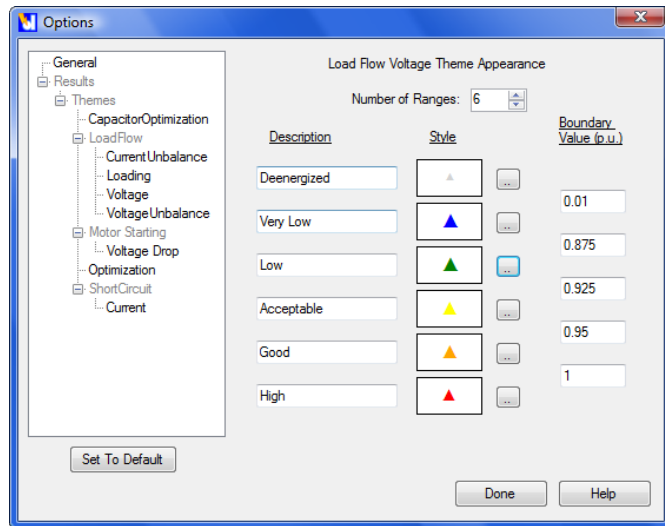 Options
General
Results
Themes
CapacitorOptimization
LoadFlow
CurrentUnbalance
Loading
Voltage
VoltageUnbalance
Motor Starting
Voltage Drop
Optimization
ShortCircuit
Current
Set To Default
Load Flow Voltage Theme Appearance
Number of Ranges: 6
Description Style Boundary
Value (p.u.)
Deenergized ..
0.01
Very Low ..
0.875
Low ..
0.925
Acceptable ..
0.95
Good ..
1
High ..
Done Help